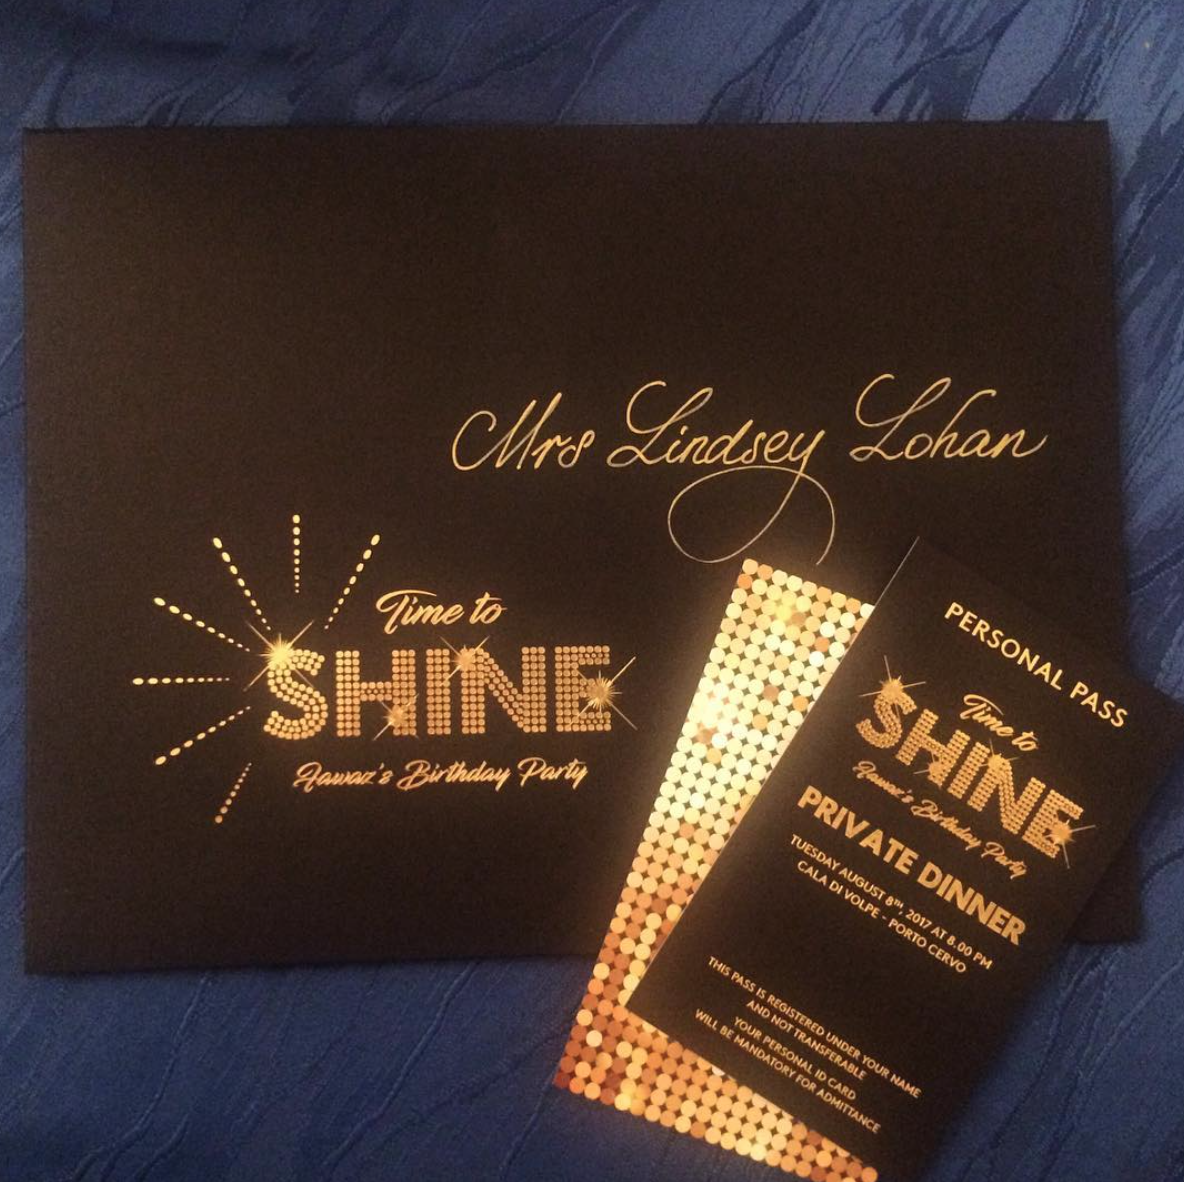 Mrs Lindsey Lohan
Time to
SHINE
Fawaz's Birthday Party
PERSONAL PASS
Time to
SHINE
Fawaz's Birthday Party
PRIVATE DINNER
TUESDAY AUGUST 8TH, 2017 AT 8.00 PM
CALA DI VOLPE - PORTO CERVO
THIS PASS IS REGISTERED UNDER YOUR NAME
AND NOT TRANSFERABLE
YOUR PERSONAL ID CARD
WILL BE MANDATORY FOR ADMITTANCE